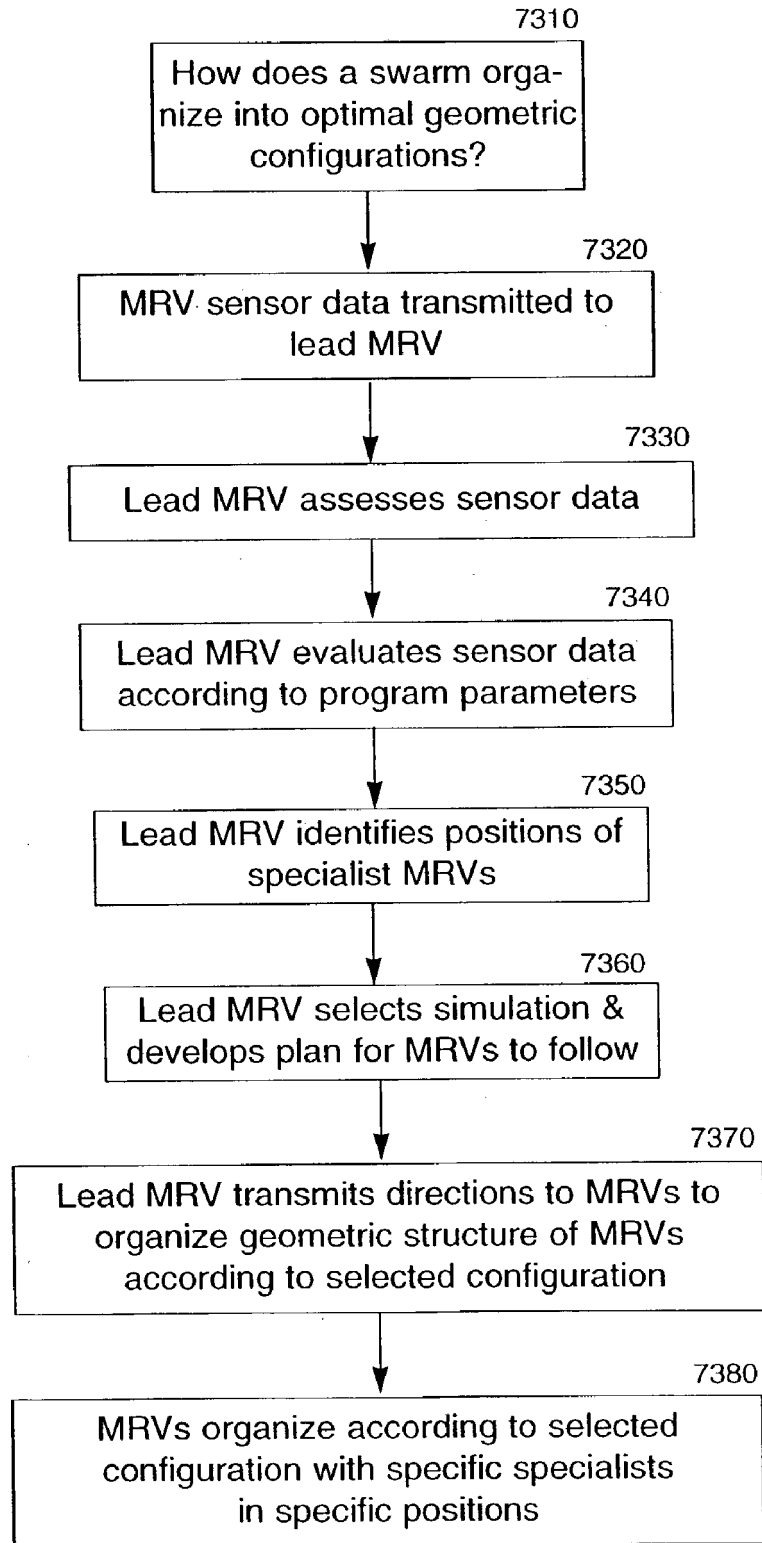 7310
How does a swarm orga-
nize into optimal geometric
configurations?
7320
MRV sensor data transmitted to
lead MRV
7330
Lead MRV assesses sensor data
7340
Lead MRV evaluates sensor data
according to program parameters
7350
Lead MRV identifies positions of
specialist MRVs
7360
Lead MRV selects simulation &
develops plan for MRVs to follow
7370
Lead MRV transmits directions to MRVs to
organize geometric structure of MRVs
according to selected configuration
7380
MRVs organize according to selected
configuration with specific specialists
in specific positions